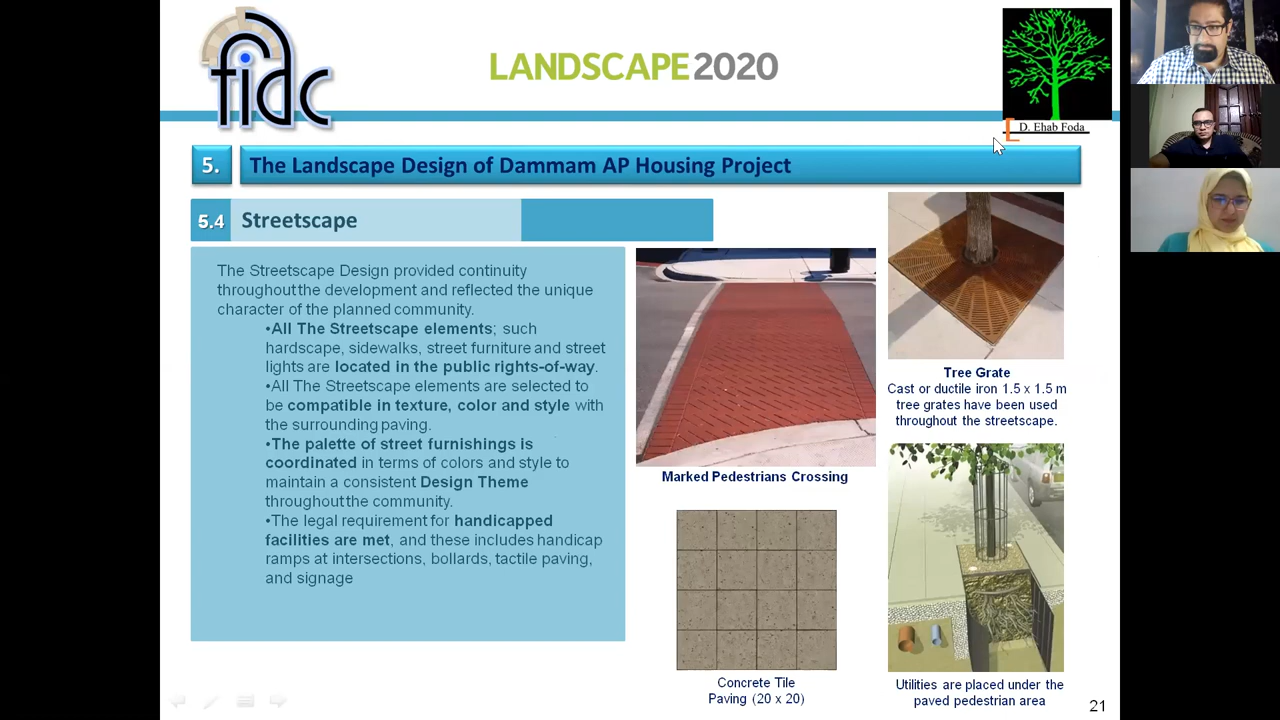 fidc
LANDSCAPE2020
D. Ehab Foda
5.
The Landscape Design of Dammam AP Housing Project
5.4
Streetscape
The Streetscape Design provided continuity
throughout the development and reflected the unique
character of the planned community.
•All The Streetscape elements; such
hardscape, sidewalks, street furniture and street
lights are located in the public rights-of-way.
•All The Streetscape elements are selected to
be compatible in texture, color and style with
the surrounding paving.
•The palette of street furnishings is
coordinated in terms of colors and style to
maintain a consistent Design Theme
throughout the community.
•The legal requirement for handicapped
facilities are met, and these includes handicap
ramps at intersections, bollards, tactile paving,
and signage
Marked Pedestrians Crossing
Concrete Tile
Paving (20 x 20)
Tree Grate
Cast or ductile iron 1.5 x 1.5 m
tree grates have been used
throughout the streetscape.
Utilities are placed under the
paved pedestrian area
21